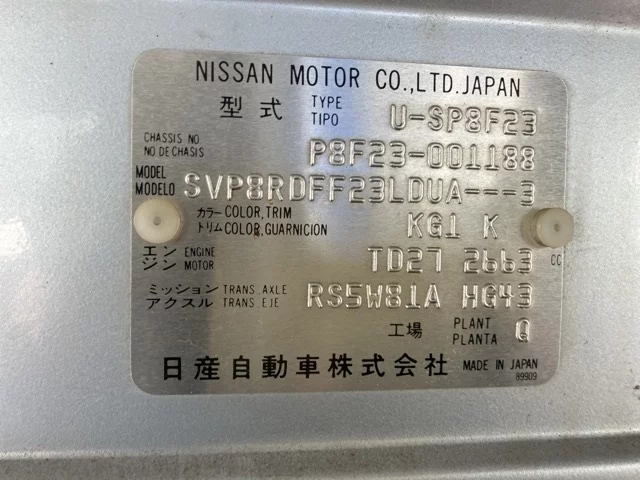 NISSAN MOTOR CO.,LTD.JAPAN
型式 TYPE TIPO U-SP8F23
CHASSIS NO NO DE CHASIS P8F23-001188
MODEL MODELO SVP8RDFF23LDUA---3
カラー COLOR,TRIM
トリム COLOR,GUARNICION KG1 K
エンジン ENGINE MOTOR TD27 2663 CC
ミッション TRANS.AXLE
アクスル TRANS.EJE RS5W81A HG43
工場 PLANT PLANTA Q
日産自動車株式会社 MADE IN JAPAN
89909